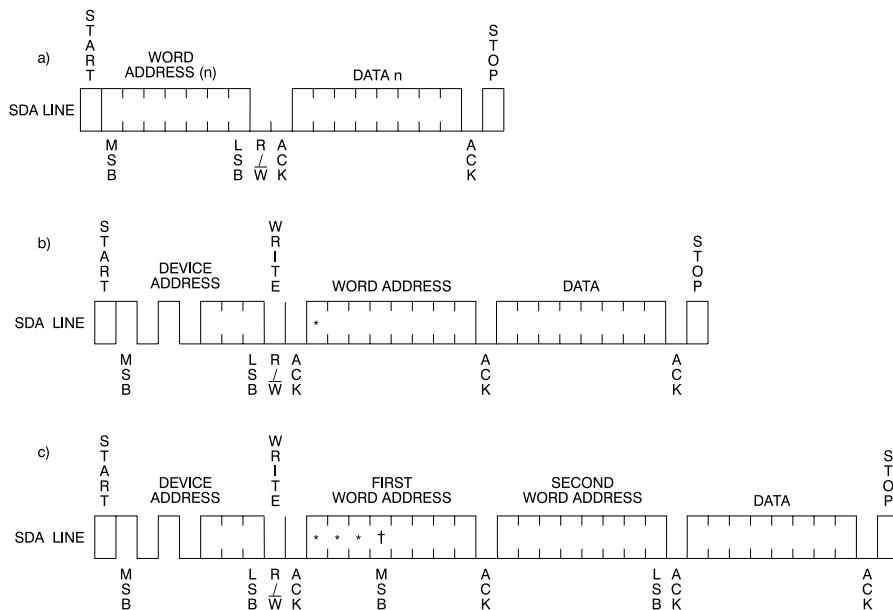 a)
START
WORD
ADDRESS (n)
DATA n
STOP
SDA LINE
MSB
LSB
R/W
ACK
ACK
b)
START
DEVICE
ADDRESS
WRITE
WORD ADDRESS
DATA
STOP
SDA LINE
*
MSB
LSB
R/W
ACK
ACK
ACK
c)
START
DEVICE
ADDRESS
WRITE
FIRST
WORD ADDRESS
SECOND
WORD ADDRESS
DATA
STOP
SDA LINE
* * * †
MSB
LSB
R/W
ACK
MSB
ACK
LSB
ACK
ACK